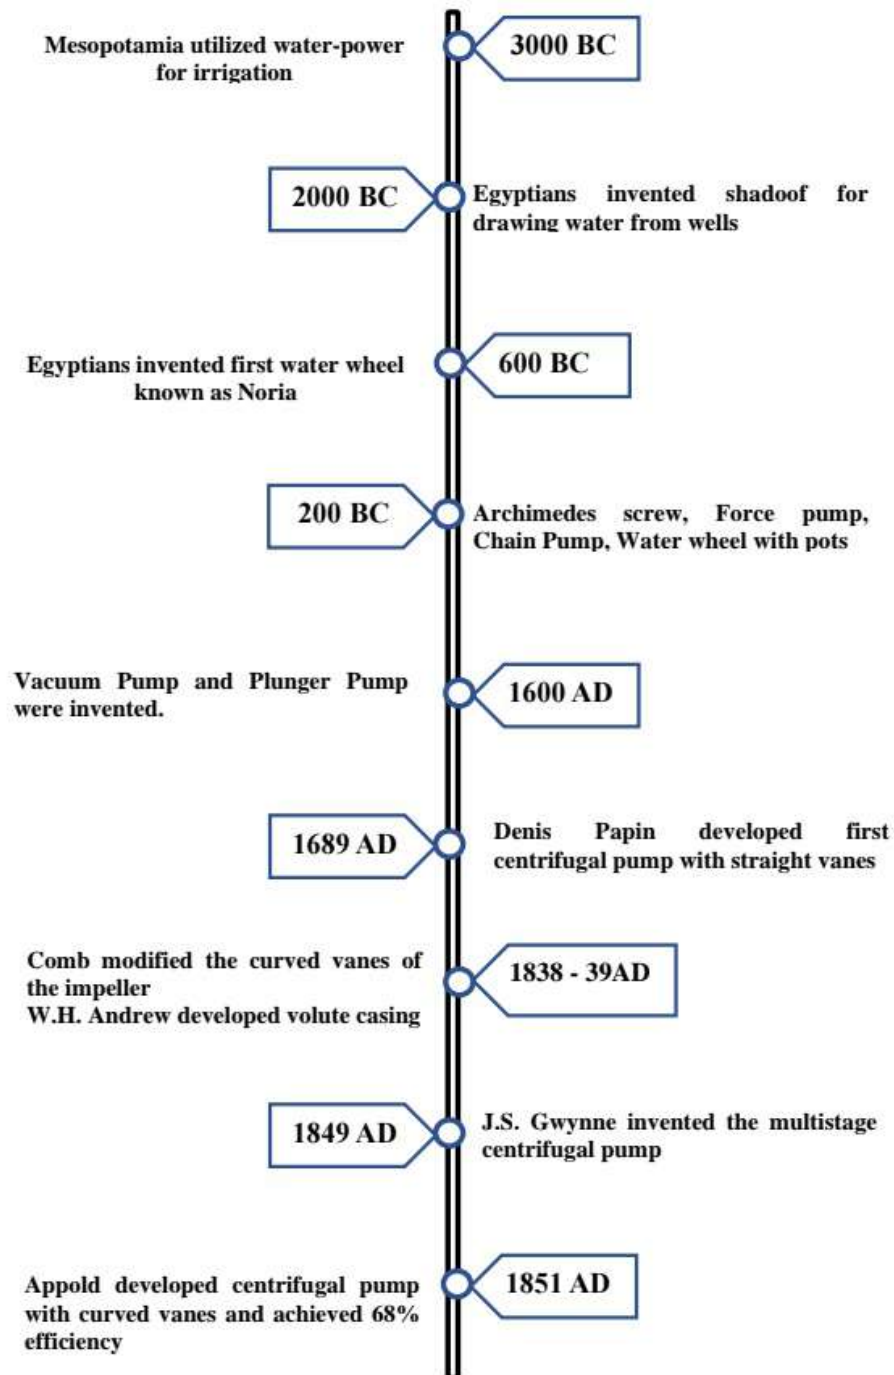 Mesopotamia utilized water-power
for irrigation
3000 BC
2000 BC
Egyptians invented shadoof for
drawing water from wells
Egyptians invented first water wheel
known as Noria
600 BC
200 BC
Archimedes screw, Force pump,
Chain Pump, Water wheel with pots
Vacuum Pump and Plunger Pump
were invented.
1600 AD
1689 AD
Denis Papin developed first
centrifugal pump with straight vanes
Comb modified the curved vanes of
the impeller
W.H. Andrew developed volute casing
1838 - 39AD
1849 AD
J.S. Gwynne invented the multistage
centrifugal pump
Appold developed centrifugal pump
with curved vanes and achieved 68%
efficiency
1851 AD